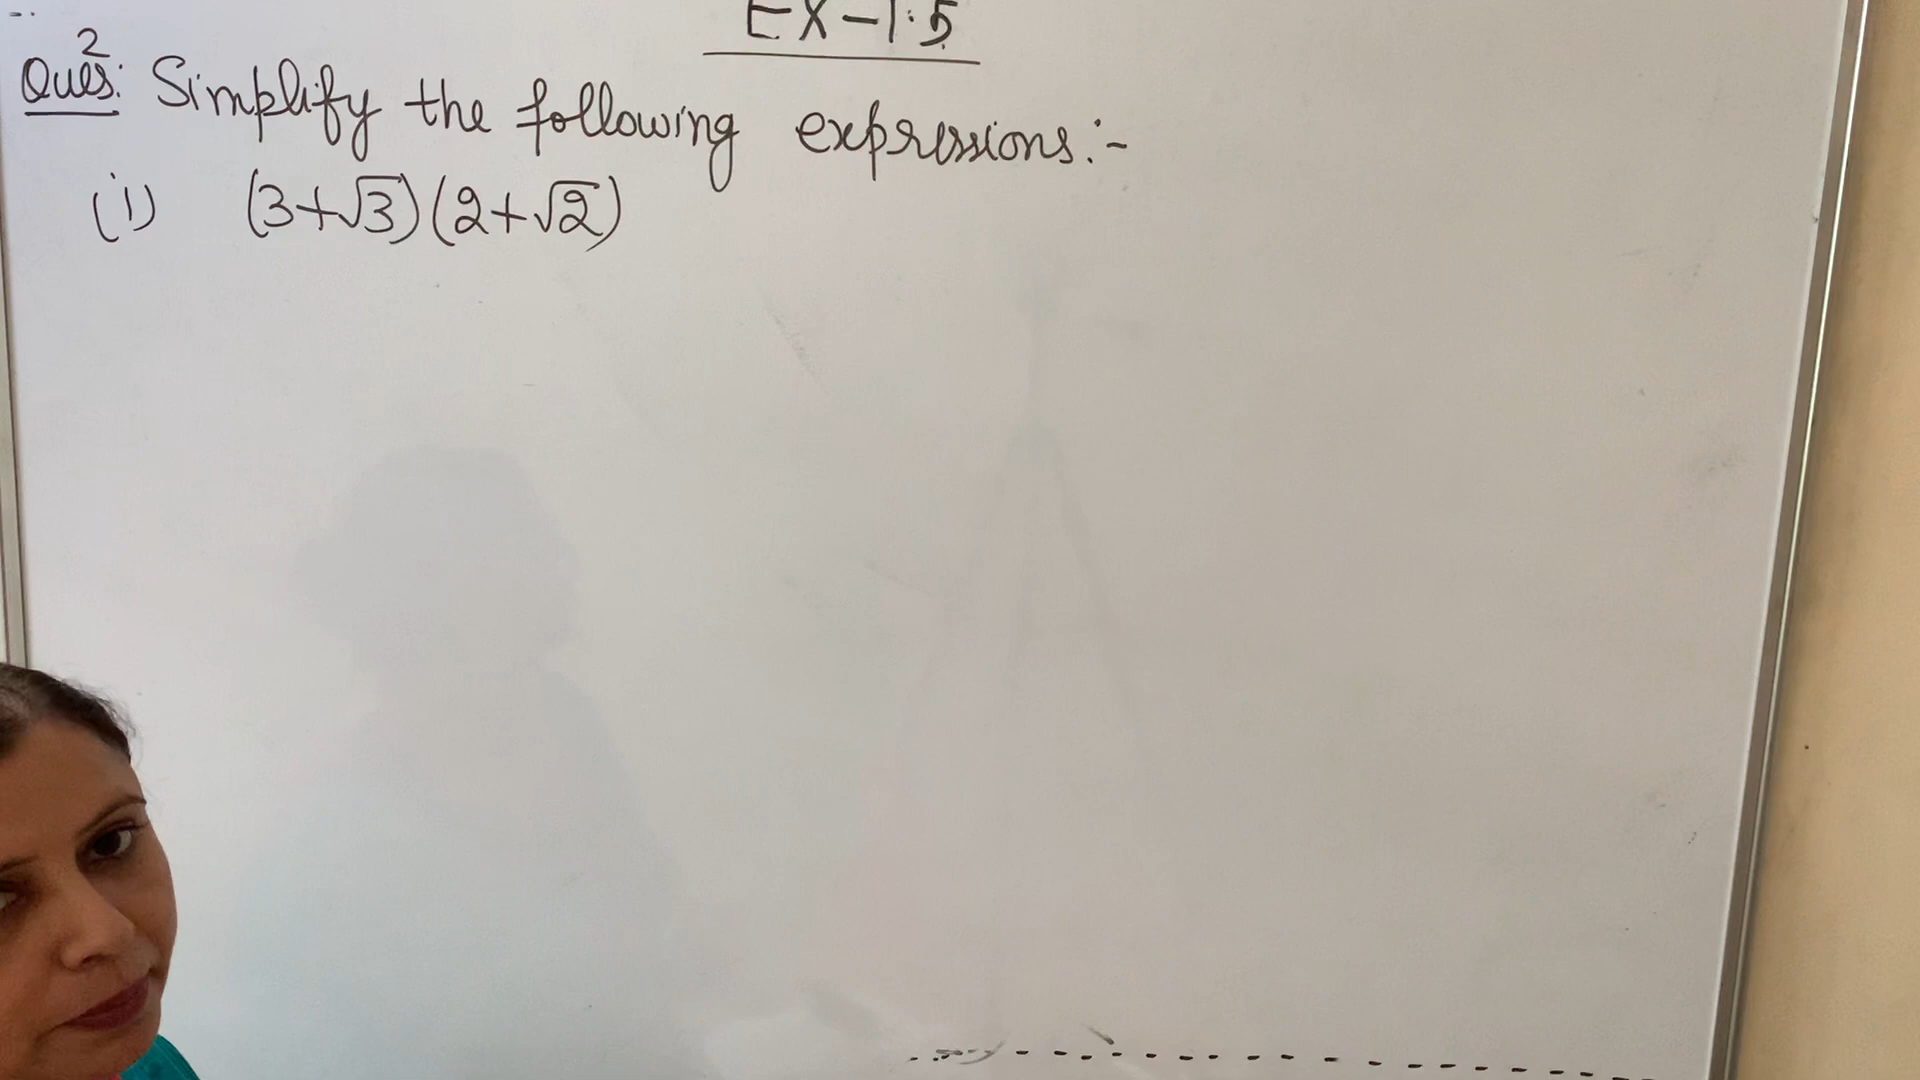 Ex-1.5
Ques: 2 Simplify the following expressions:-
(i) (3+√3)(2+√2)